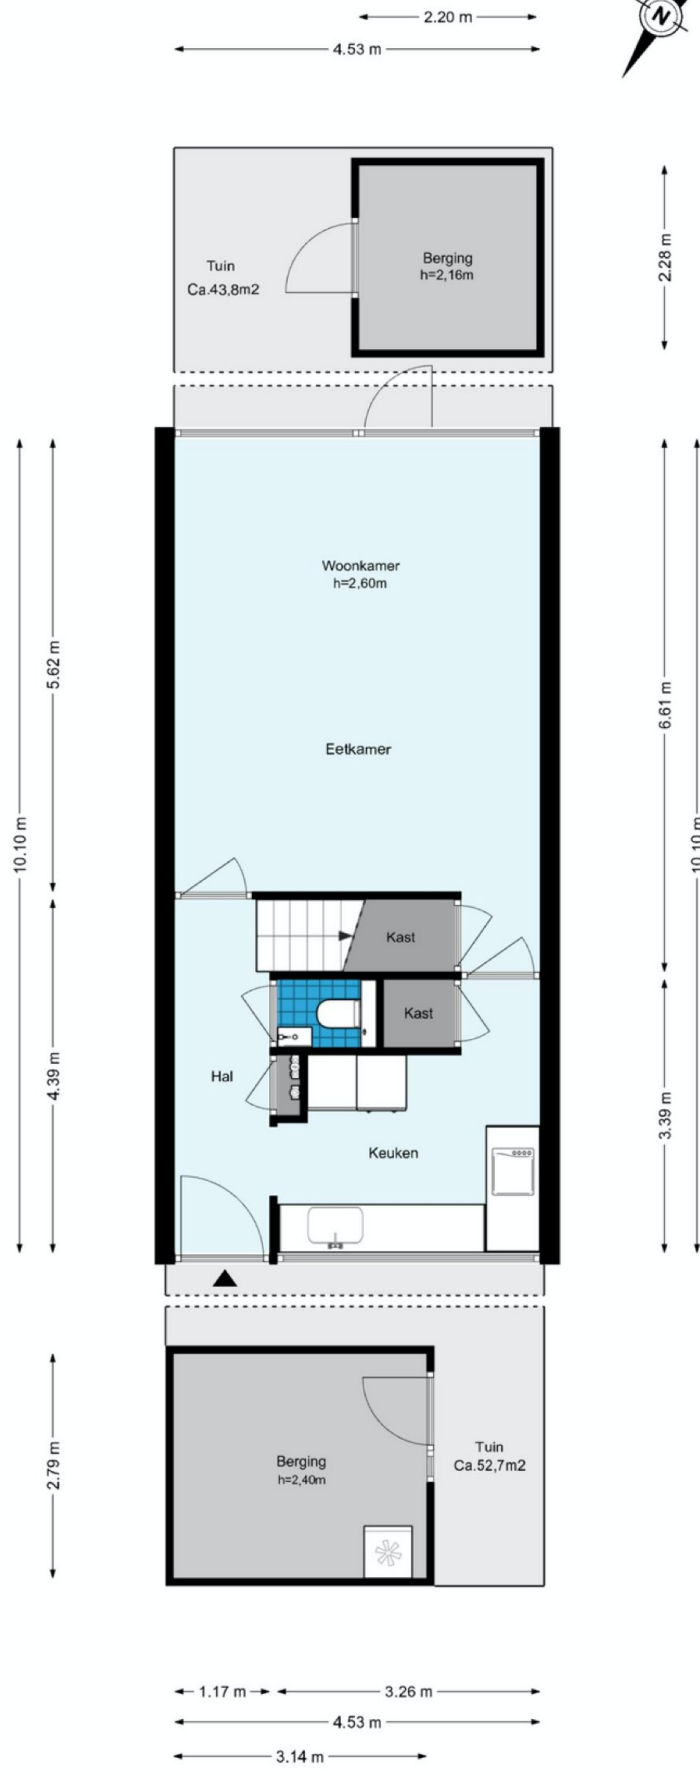 2.20 m
4.53 m
N
2.28 m
Berging
h=2,16m
Tuin
Ca.43,8m2
Woonkamer
h=2,60m
5.62 m
6.61 m
Eetkamer
10.10 m
10.10 m
Kast
Kast
Hal
4.39 m
3.39 m
Keuken
Berging
h=2,40m
Tuin
Ca.52,7m2
2.79 m
1.17 m
3.26 m
4.53 m
3.14 m